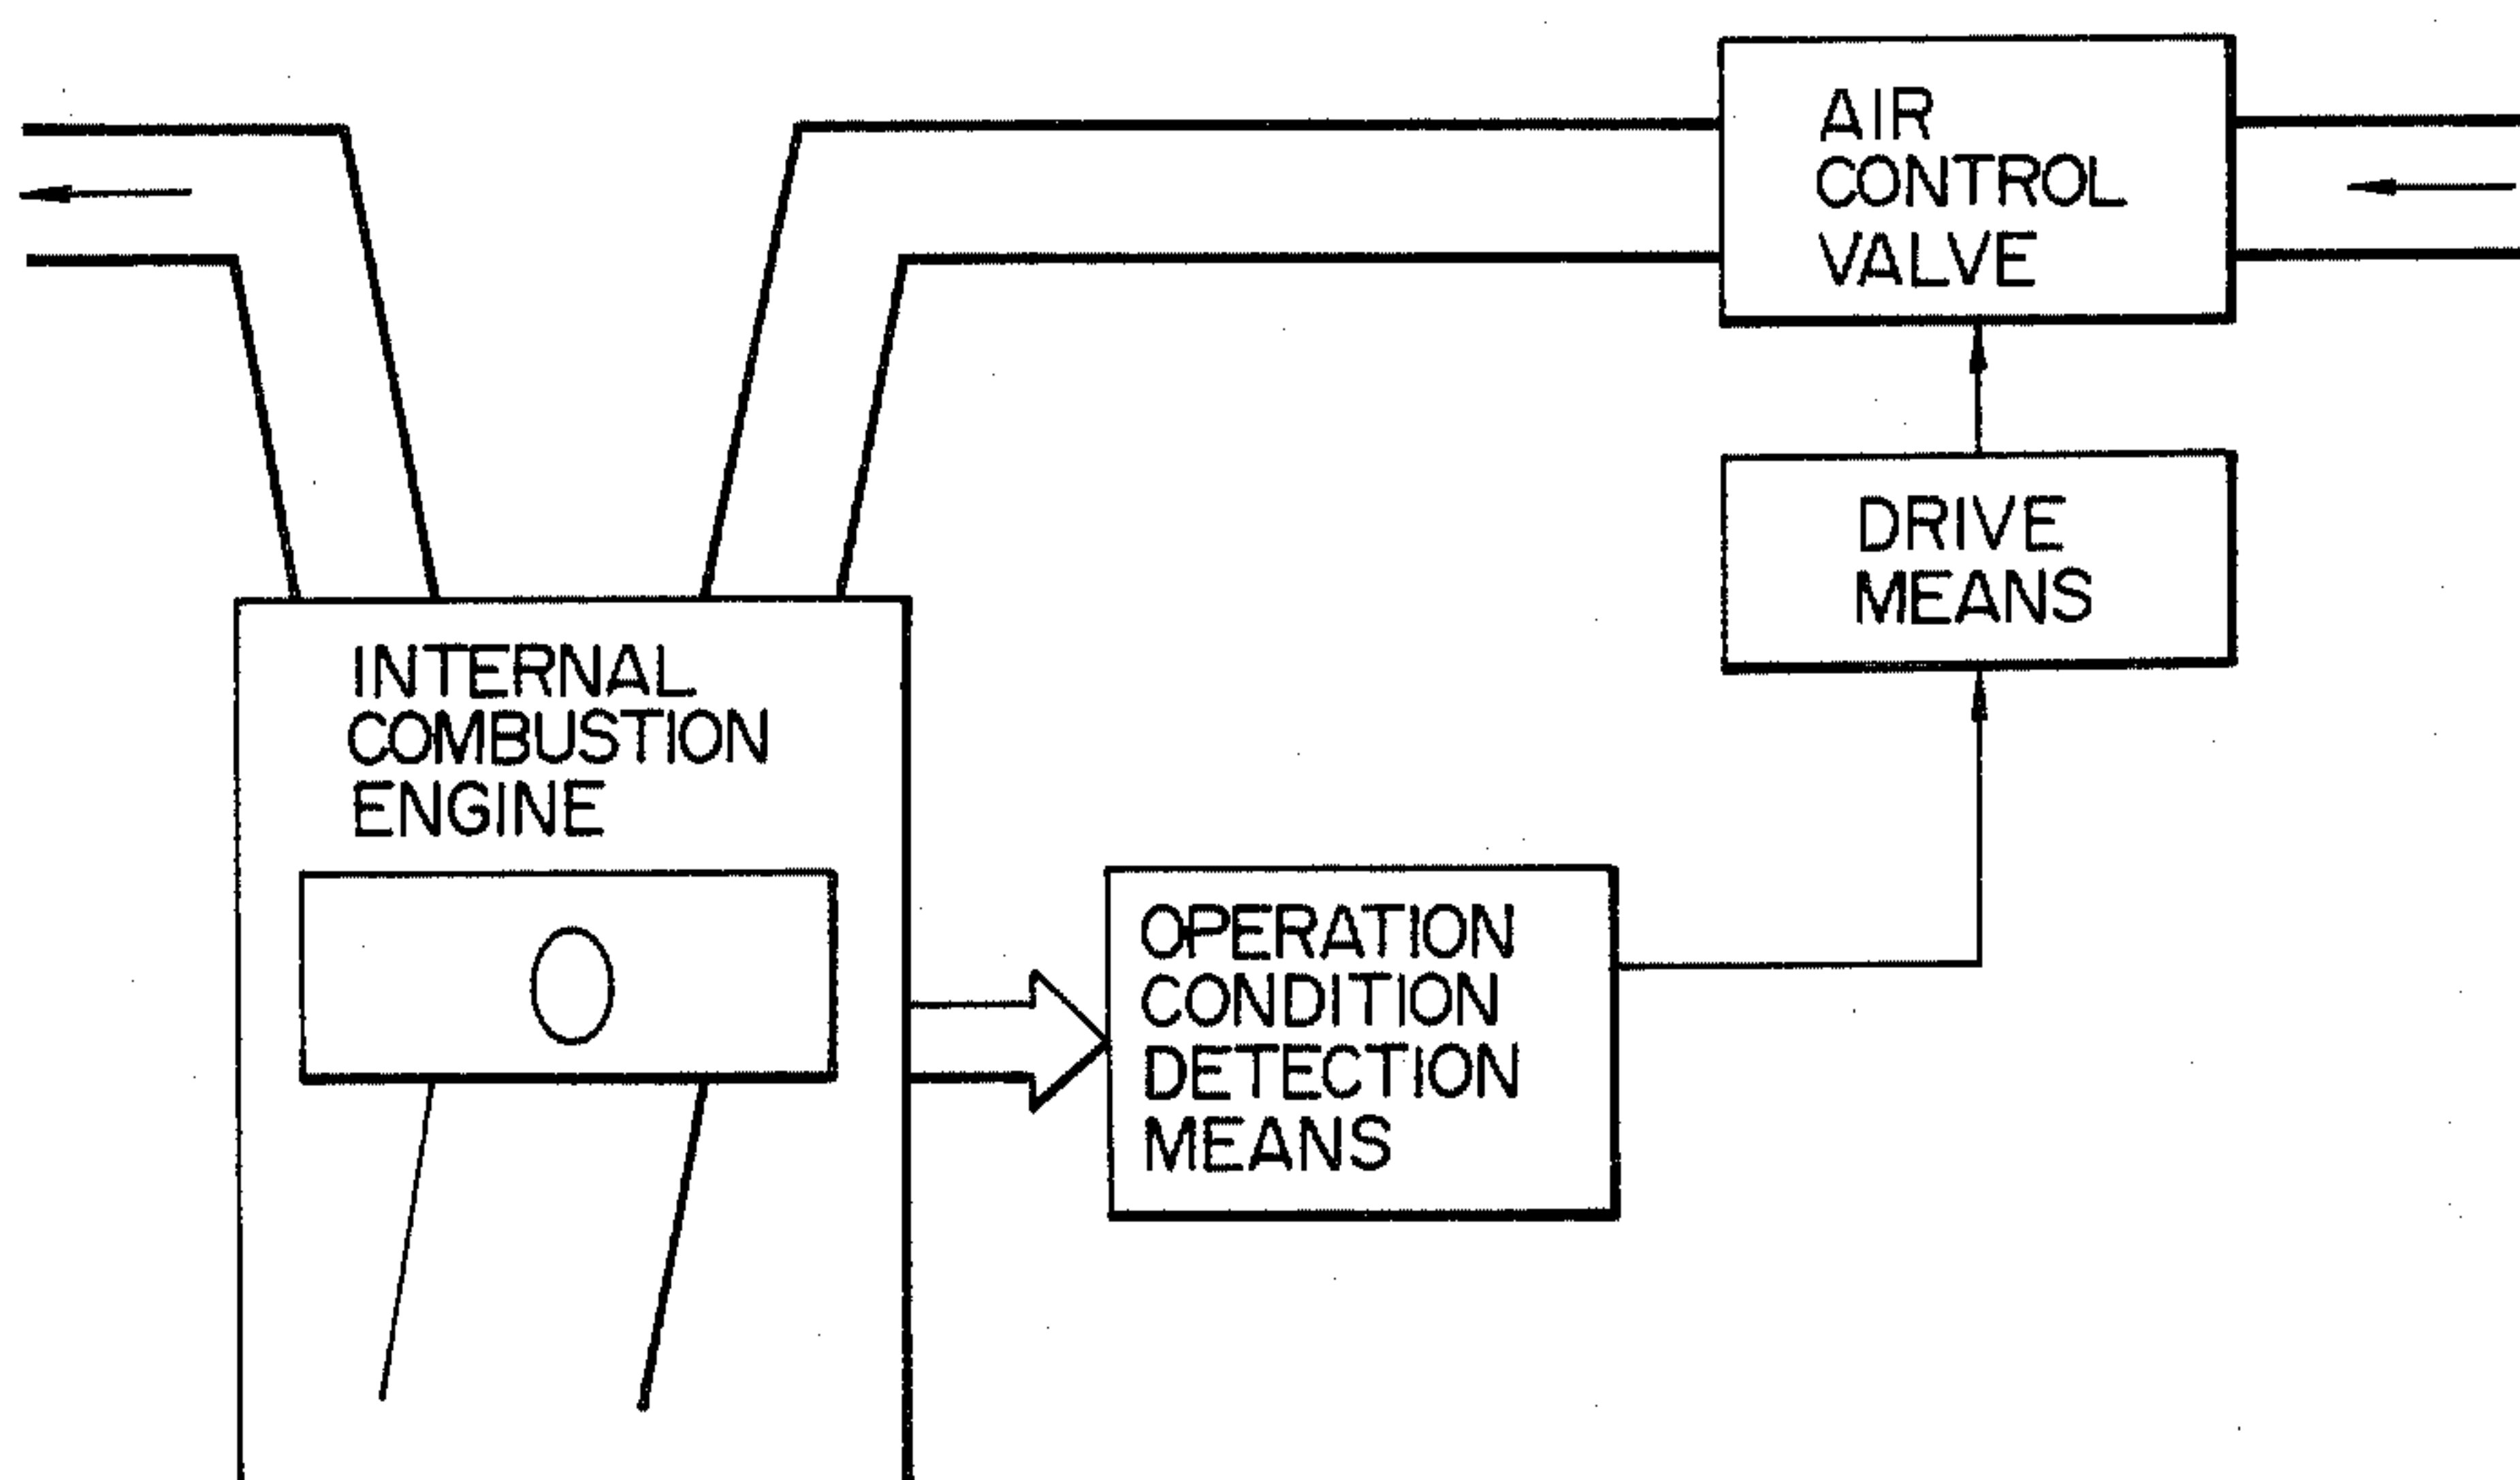 AIR
CONTROL
VALVE
DRIVE
MEANS
INTERNAL
COMBUSTION
ENGINE
OPERATION
CONDITION
DETECTION
MEANS